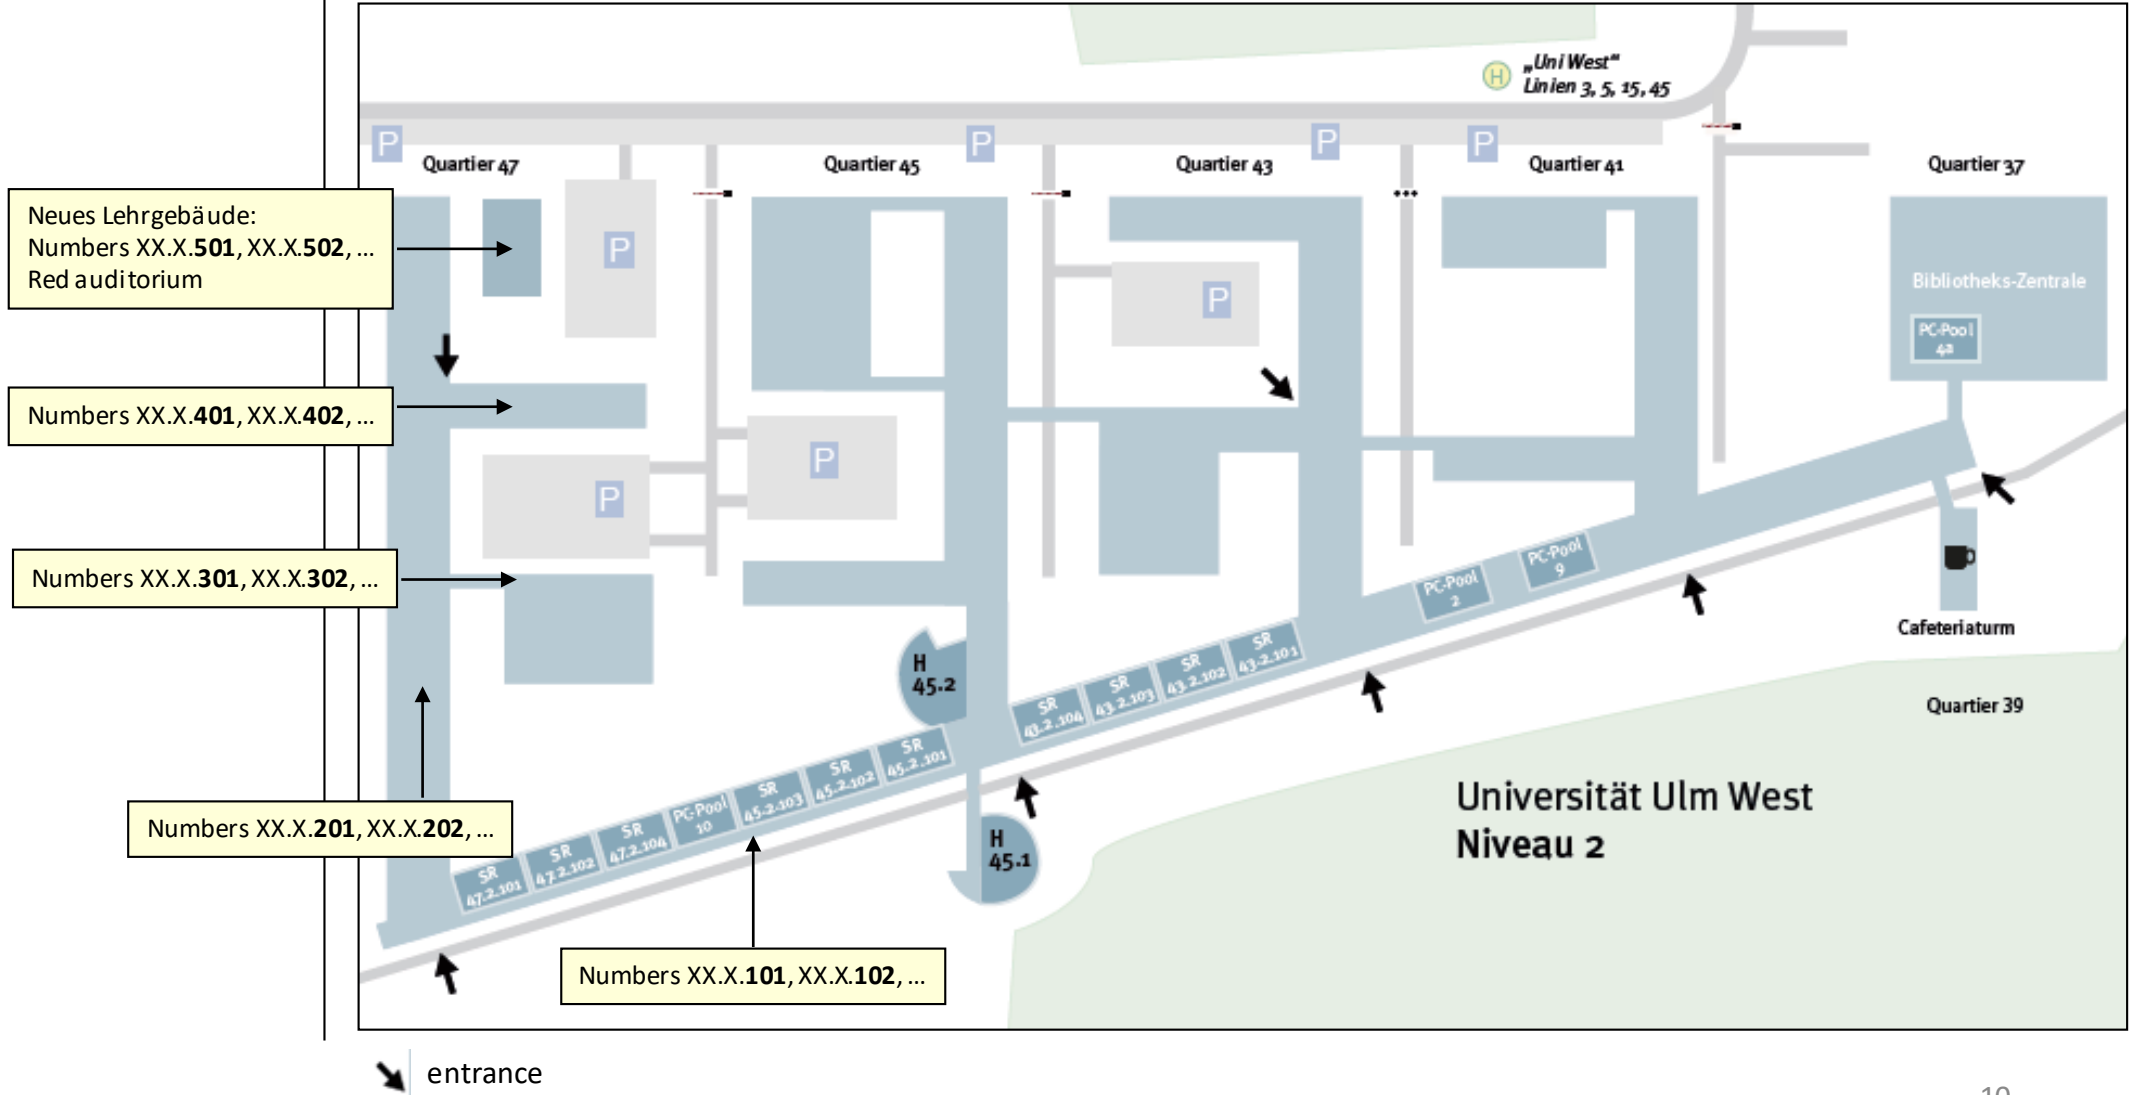 „Uni West“
Linien 3, 5, 15, 45
P
P
P
P
Quartier 47
Quartier 45
Quartier 43
Quartier 41
Quartier 37
Neues Lehrgebäude:
Numbers XX.X.501, XX.X.502, ...
Red auditorium
P
P
Bibliotheks-Zentrale
PC-Pool
4a
Numbers XX.X.401, XX.X.402, ...
P
P
Numbers XX.X.301, XX.X.302, ...
PC-Pool
9
PC-Pool
2
Cafeteriaturm
Quartier 39
H
45.2
SR
43.2.101
SR
43.2.102
SR
43.2.103
SR
43.2.104
SR
45.2.101
SR
45.2.102
SR
45.2.103
PC-Pool
10
SR
47.2.104
SR
47.2.102
SR
47.2.101
H
45.1
Universität Ulm West
Niveau 2
Numbers XX.X.201, XX.X.202, ...
Numbers XX.X.101, XX.X.102, ...
entrance
10